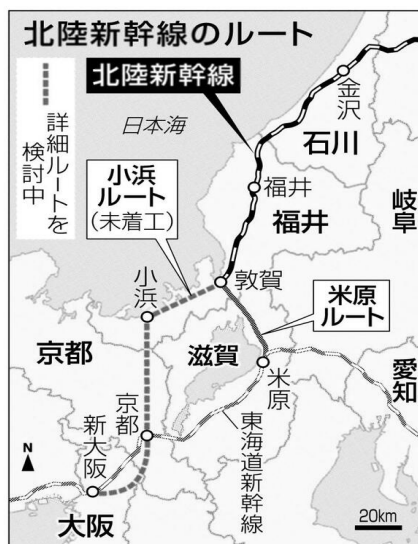 北陸新幹線のルート
詳細ルートを
検討中
北陸新幹線
日本海
金沢
石川
小浜
ルート
(未着工)
福井
福井
岐阜
敦賀
小浜
米原
ルート
京都
滋賀
愛知
米原
京都
新大阪
東海道新幹線
N
大阪
20km